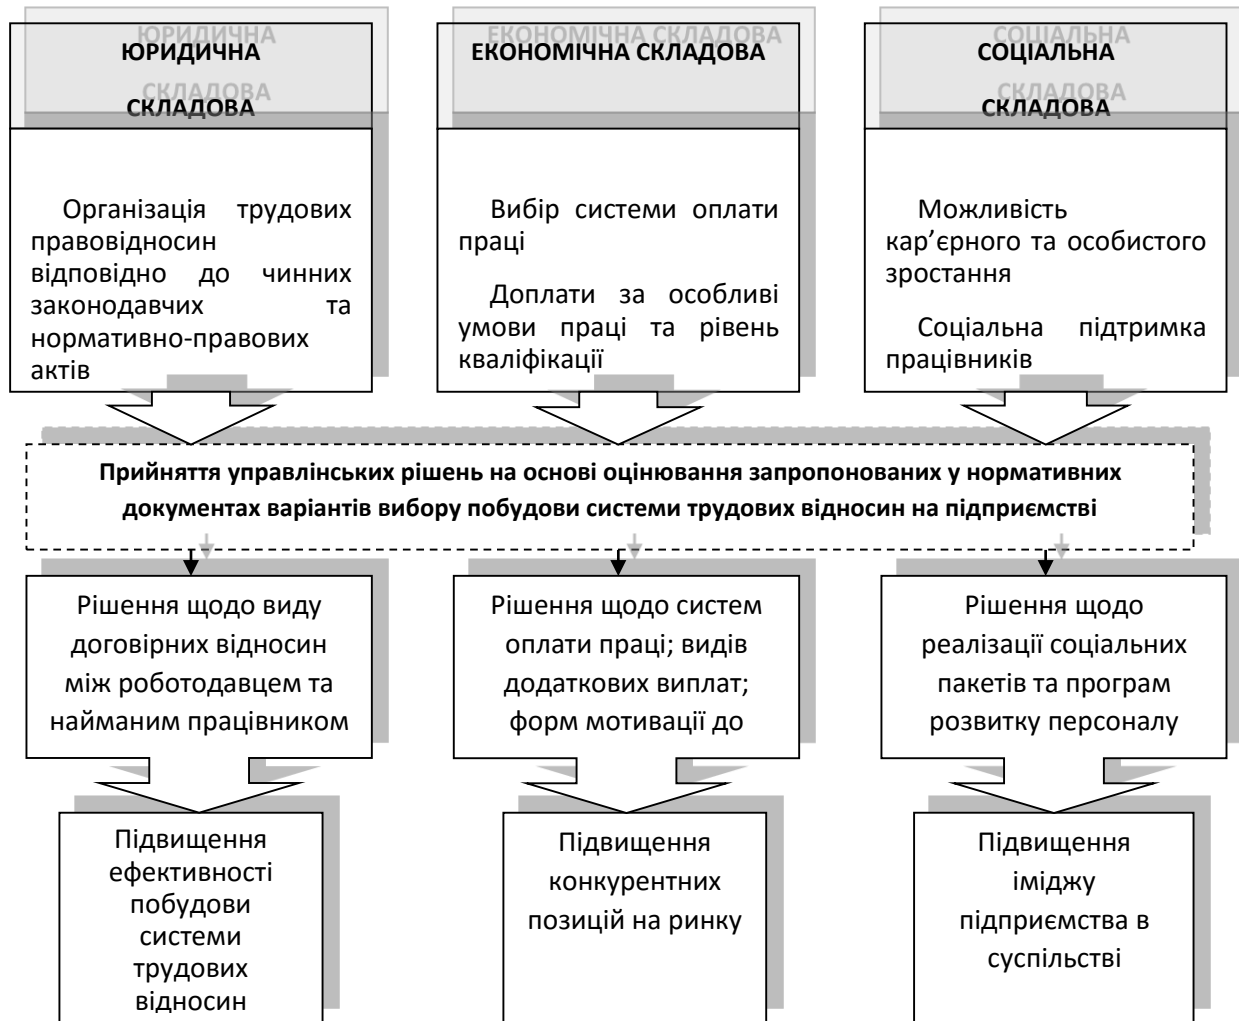 ЮРИДИЧНА
СКЛАДОВА
Організація трудових
правовідносин
відповідно до чинних
законодавчих та
нормативно-правових
актів
ЕКОНОМІЧНА СКЛАДОВА
Вибір системи оплати
праці
Доплати за особливі
умови праці та рівень
кваліфікації
СОЦІАЛЬНА
СКЛАДОВА
Можливість
кар’єрного та особистого
зростання
Соціальна підтримка
працівників
Прийняття управлінських рішень на основі оцінювання запропонованих у нормативних
документах варіантів вибору побудови системи трудових відносин на підприємстві
Рішення щодо виду
договірних відносин
між роботодавцем та
найманим працівником
Рішення щодо систем
оплати праці; видів
додаткових виплат;
форм мотивації до
Рішення щодо
реалізації соціальних
пакетів та програм
розвитку персоналу
Підвищення
ефективності
побудови
системи
трудових
відносин
Підвищення
конкурентних
позицій на ринку
Підвищення
іміджу
підприємства в
суспільстві